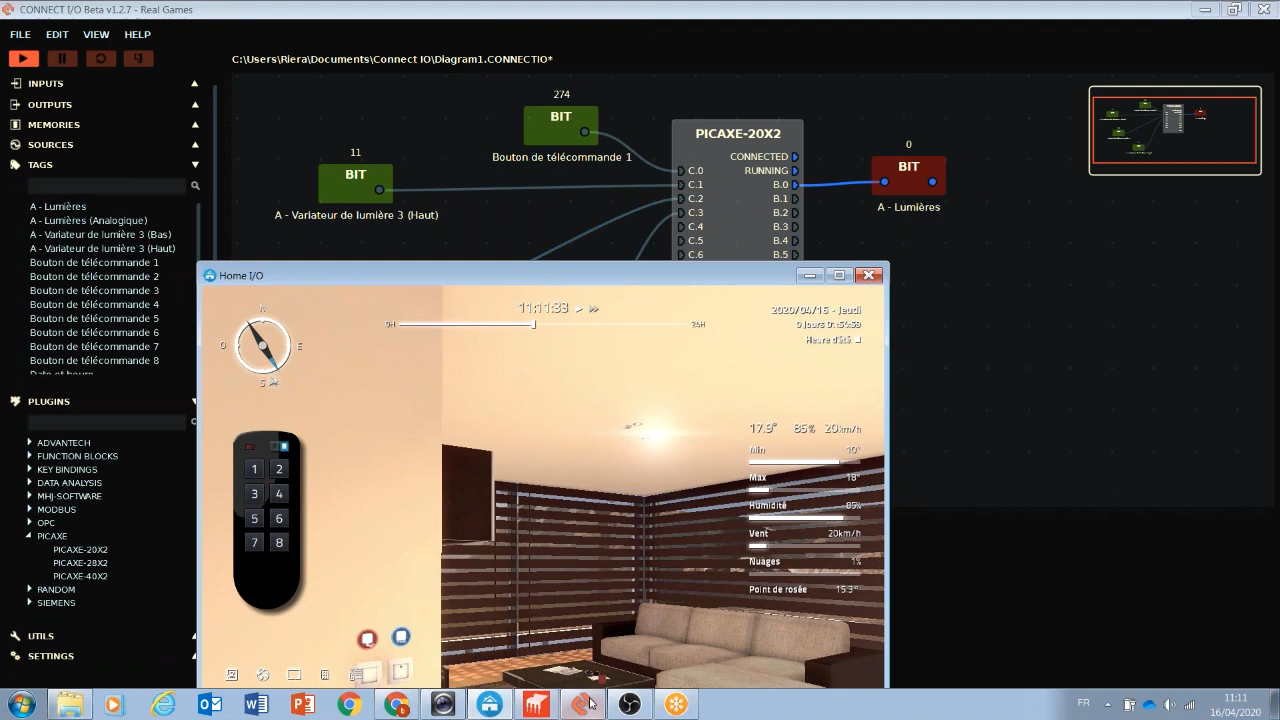 CONNECT I/O Beta v1.2.7 - Real Games
FILE EDIT VIEW HELP
C:\Users\Riera\Documents\Connect IO\Diagram1.CONNECTIO*
INPUTS
OUTPUTS
MEMORIES
SOURCES
TAGS
A - Lumières
A - Lumières (Analogique)
A - Variateur de lumière 3 (Bas)
A - Variateur de lumière 3 (Haut)
Bouton de télécommande 1
Bouton de télécommande 2
Bouton de télécommande 3
Bouton de télécommande 4
Bouton de télécommande 5
Bouton de télécommande 6
Bouton de télécommande 7
Bouton de télécommande 8
Date et heure
PLUGINS
ADVANTECH
FUNCTION BLOCKS
KEY BINDINGS
DATA ANALYSIS
MHJ-SOFTWARE
MODBUS
OPC
PICAXE
PICAXE-20X2
PICAXE-28X2
PICAXE-40X2
RANDOM
SIEMENS
UTILS
SETTINGS
274
BIT
Bouton de télécommande 1
11
BIT
A - Variateur de lumière 3 (Haut)
PICAXE-20X2
CONNECTED
RUNNING
C.0
C.1 B.0
C.2 B.1
C.3 B.2
C.4 B.3
C.5 B.4
C.6 B.5
0
BIT
A - Lumières
Home I/O
N
O E
S
11:11:33
0H 24H
2020/04/16 - Jeudi
Heure d'été
17.9° 85% 20km/h
Min 10°
Max 18°
Humidité 85%
Vent 20km/h
Nuages 1%
Point de rosée 15.3°
1 2
3 4
5 6
7 8
FR
11:11
16/04/2020